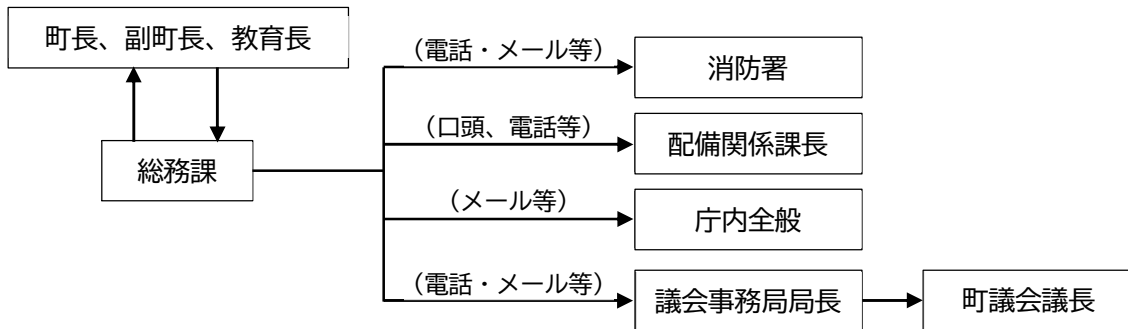 町長、副町長、教育長
(電話・メール等)
消防署
(口頭、電話等)
配備関係課長
総務課
(メール等)
庁内全般
(電話・メール等)
議会事務局局長
町議会議長